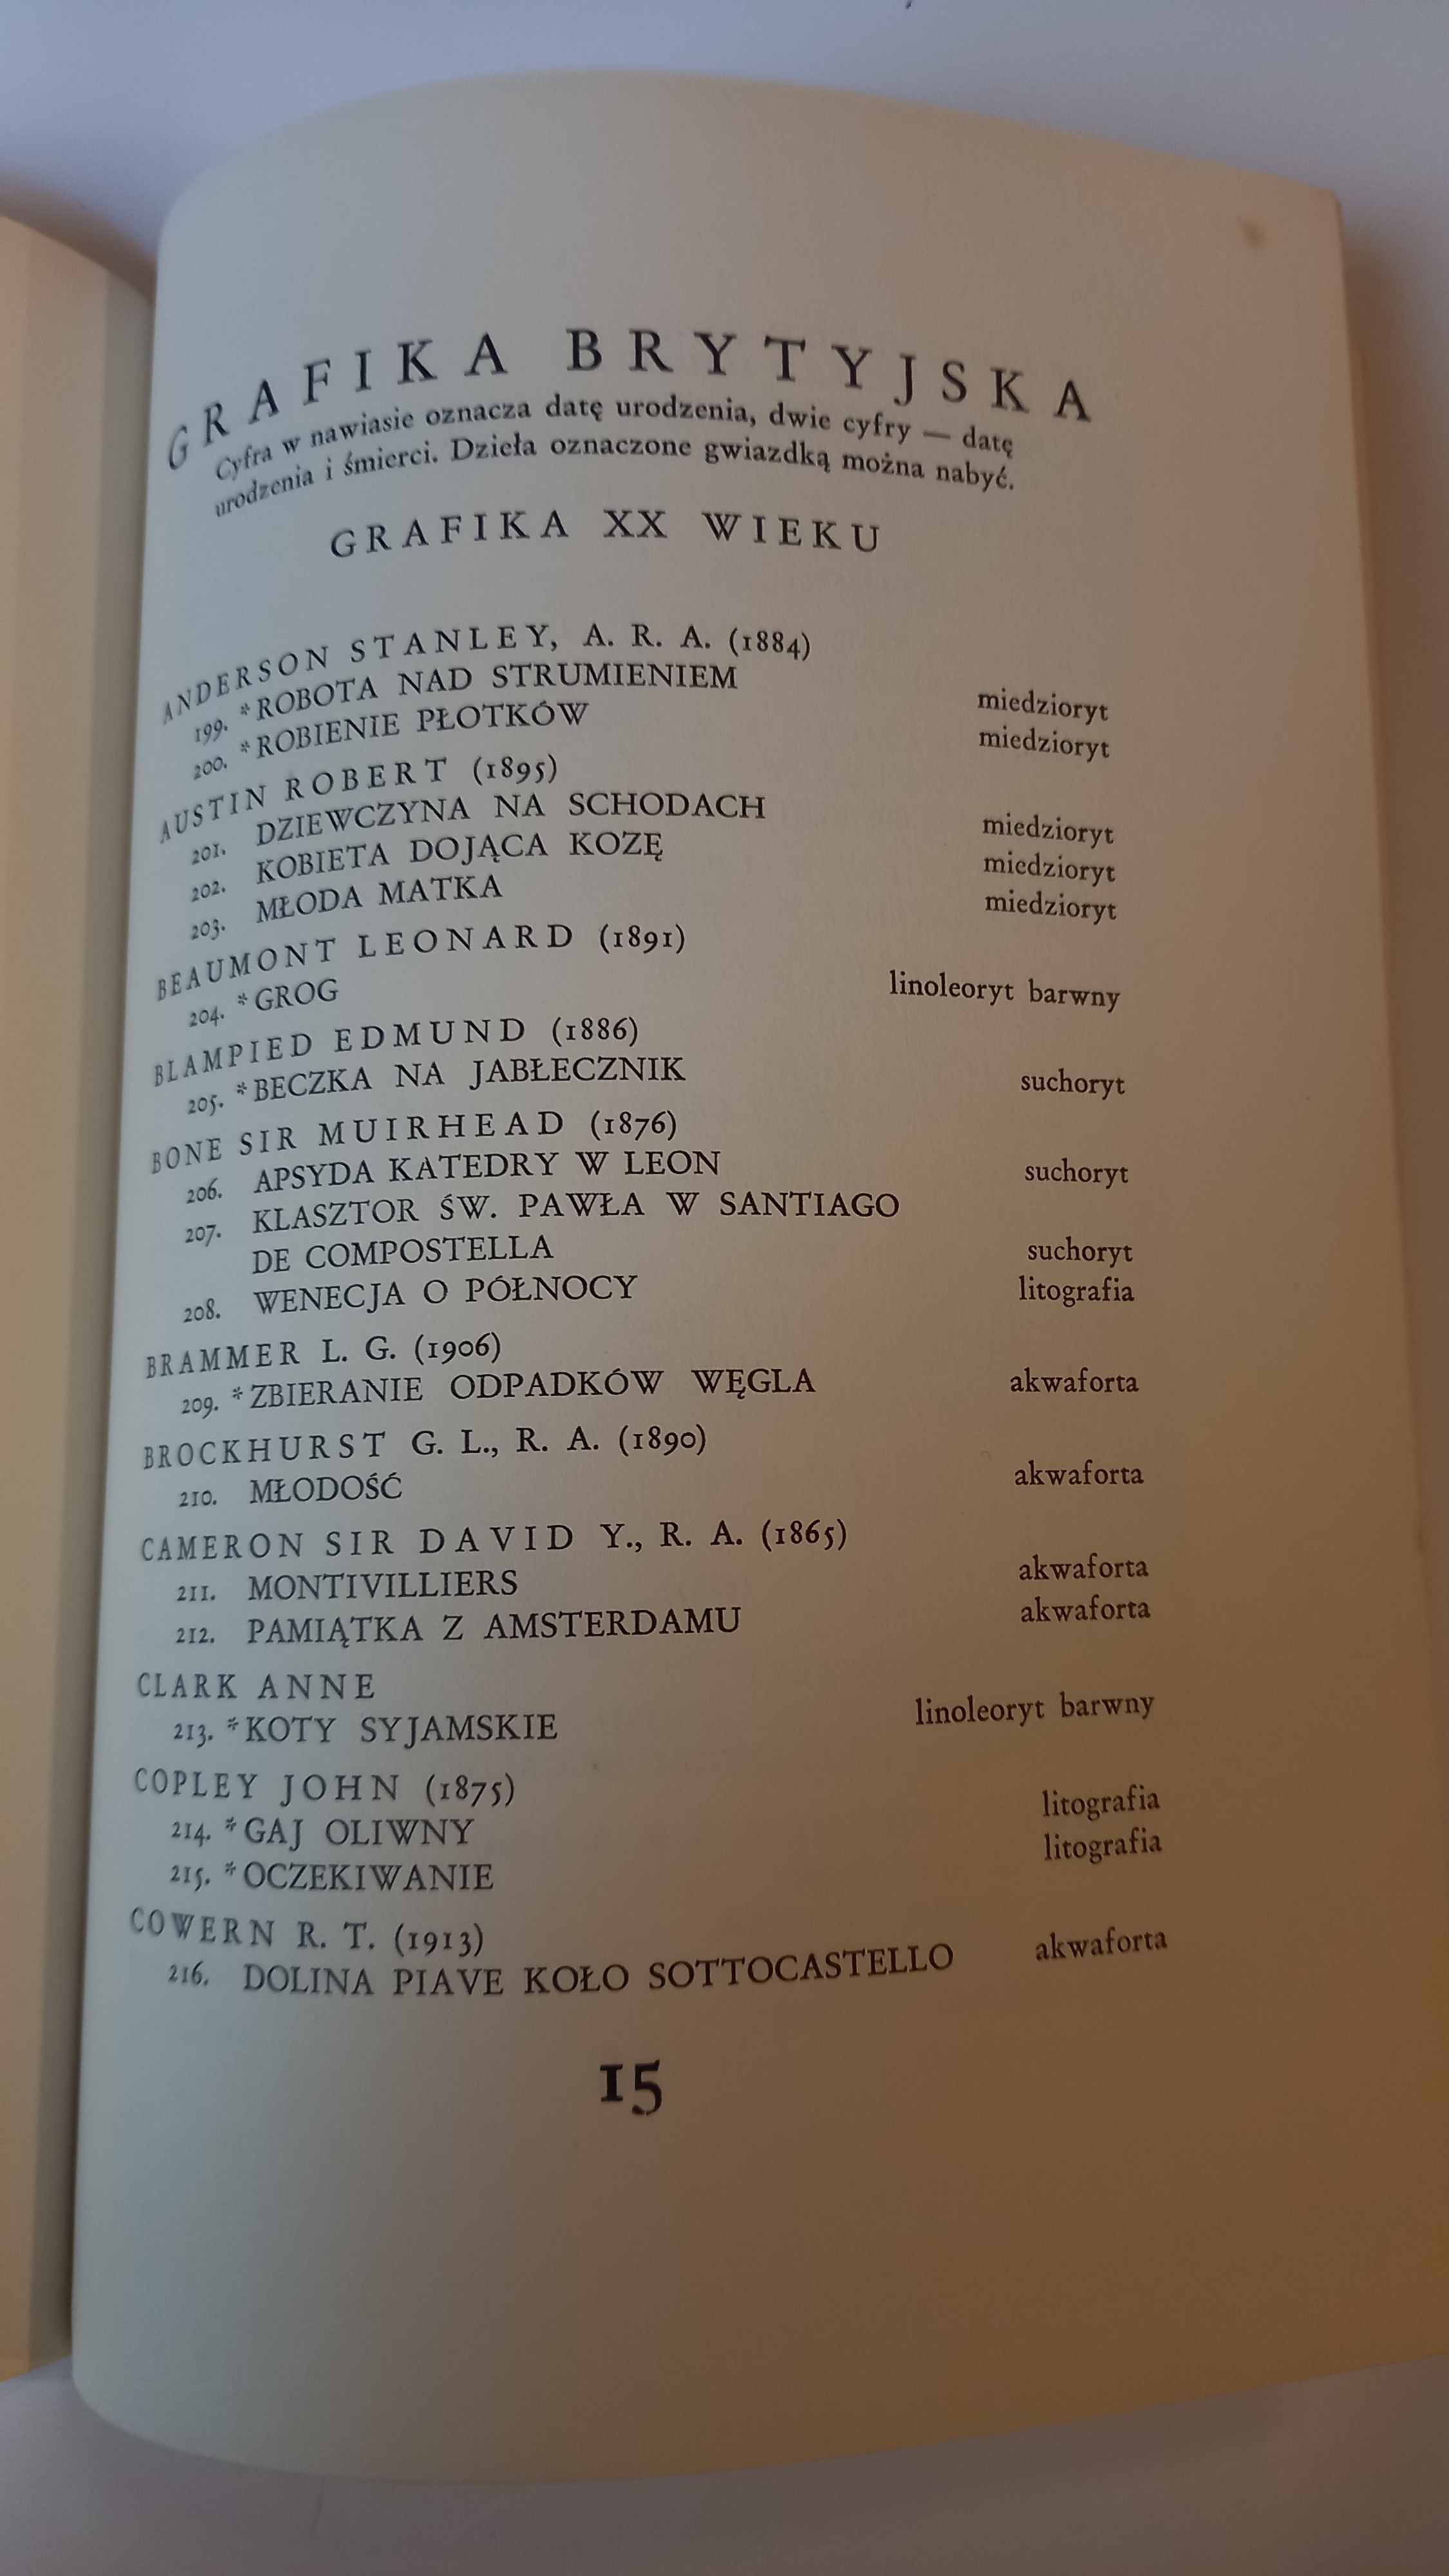 GRAFIKA BRYTYJSKA
Cyfra w nawiasie oznacza datę urodzenia, dwie cyfry — datę
urodzenia i śmierci. Dzieła oznaczone gwiazdką można nabyć.
GRAFIKA XX WIEKU
ANDERSON STANLEY, A. R. A. (1884)
199. *ROBOTA NAD STRUMIENIEM miedzioryt
200. *ROBIENIE PŁOTKÓW miedzioryt
AUSTIN ROBERT (1895)
201. DZIEWCZYNA NA SCHODACH miedzioryt
202. KOBIETA DOJĄCA KOZĘ miedzioryt
203. MŁODA MATKA miedzioryt
BEAUMONT LEONARD (1891)
204. *GROG linoleoryt barwny
BLAMPIED EDMUND (1886)
205. *BECZKA NA JABŁECZNIK suchoryt
BONE SIR MUIRHEAD (1876)
206. APSYDA KATEDRY W LEON suchoryt
207. KLASZTOR ŚW. PAWŁA W SANTIAGO
DE COMPOSTELLA suchoryt
208. WENECJA O PÓŁNOCY litografia
BRAMMER L. G. (1906)
209. *ZBIERANIE ODPADKÓW WĘGLA akwaforta
BROCKHURST G. L., R. A. (1890)
210. MŁODOŚĆ akwaforta
CAMERON SIR DAVID Y., R. A. (1865)
211. MONTIVILLIERS akwaforta
212. PAMIĄTKA Z AMSTERDAMU akwaforta
CLARK ANNE
213. *KOTY SYJAMSKIE linoleoryt barwny
COPLEY JOHN (1875)
214. *GAJ OLIWNY litografia
215. *OCZEKIWANIE litografia
COWERN R. T. (1913)
216. DOLINA PIAVE KOŁO SOTTOCASTELLO akwaforta
15